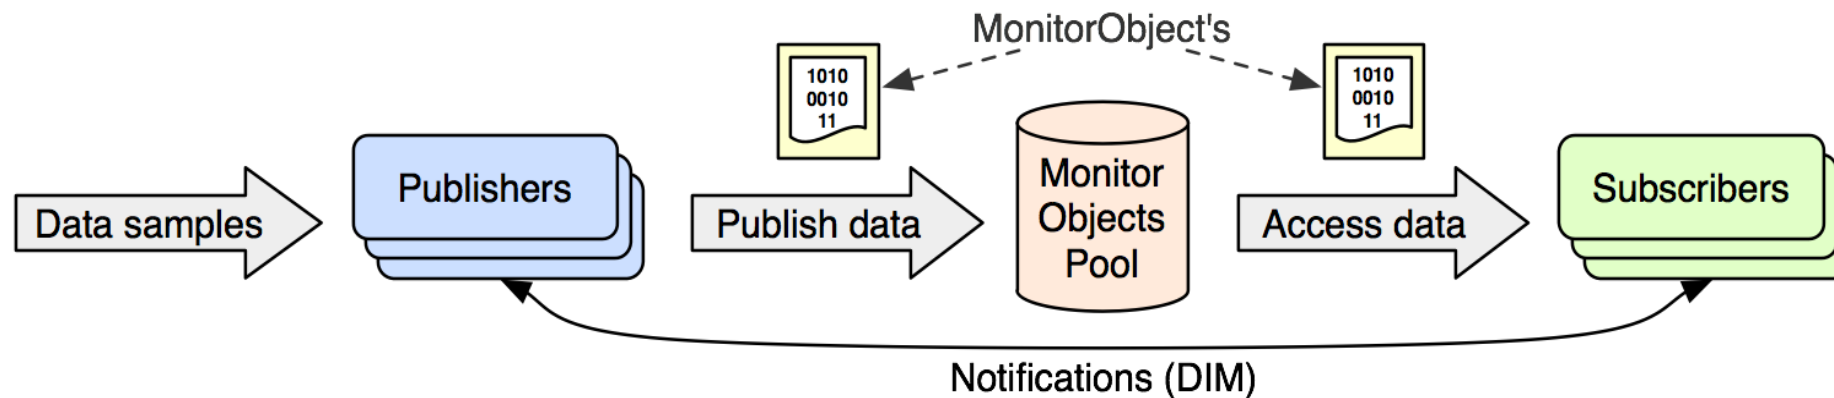 MonitorObject's
1010
0010
11
1010
0010
11
Data samples
Publishers
Publish data
Monitor
Objects
Pool
Access data
Subscribers
Notifications (DIM)